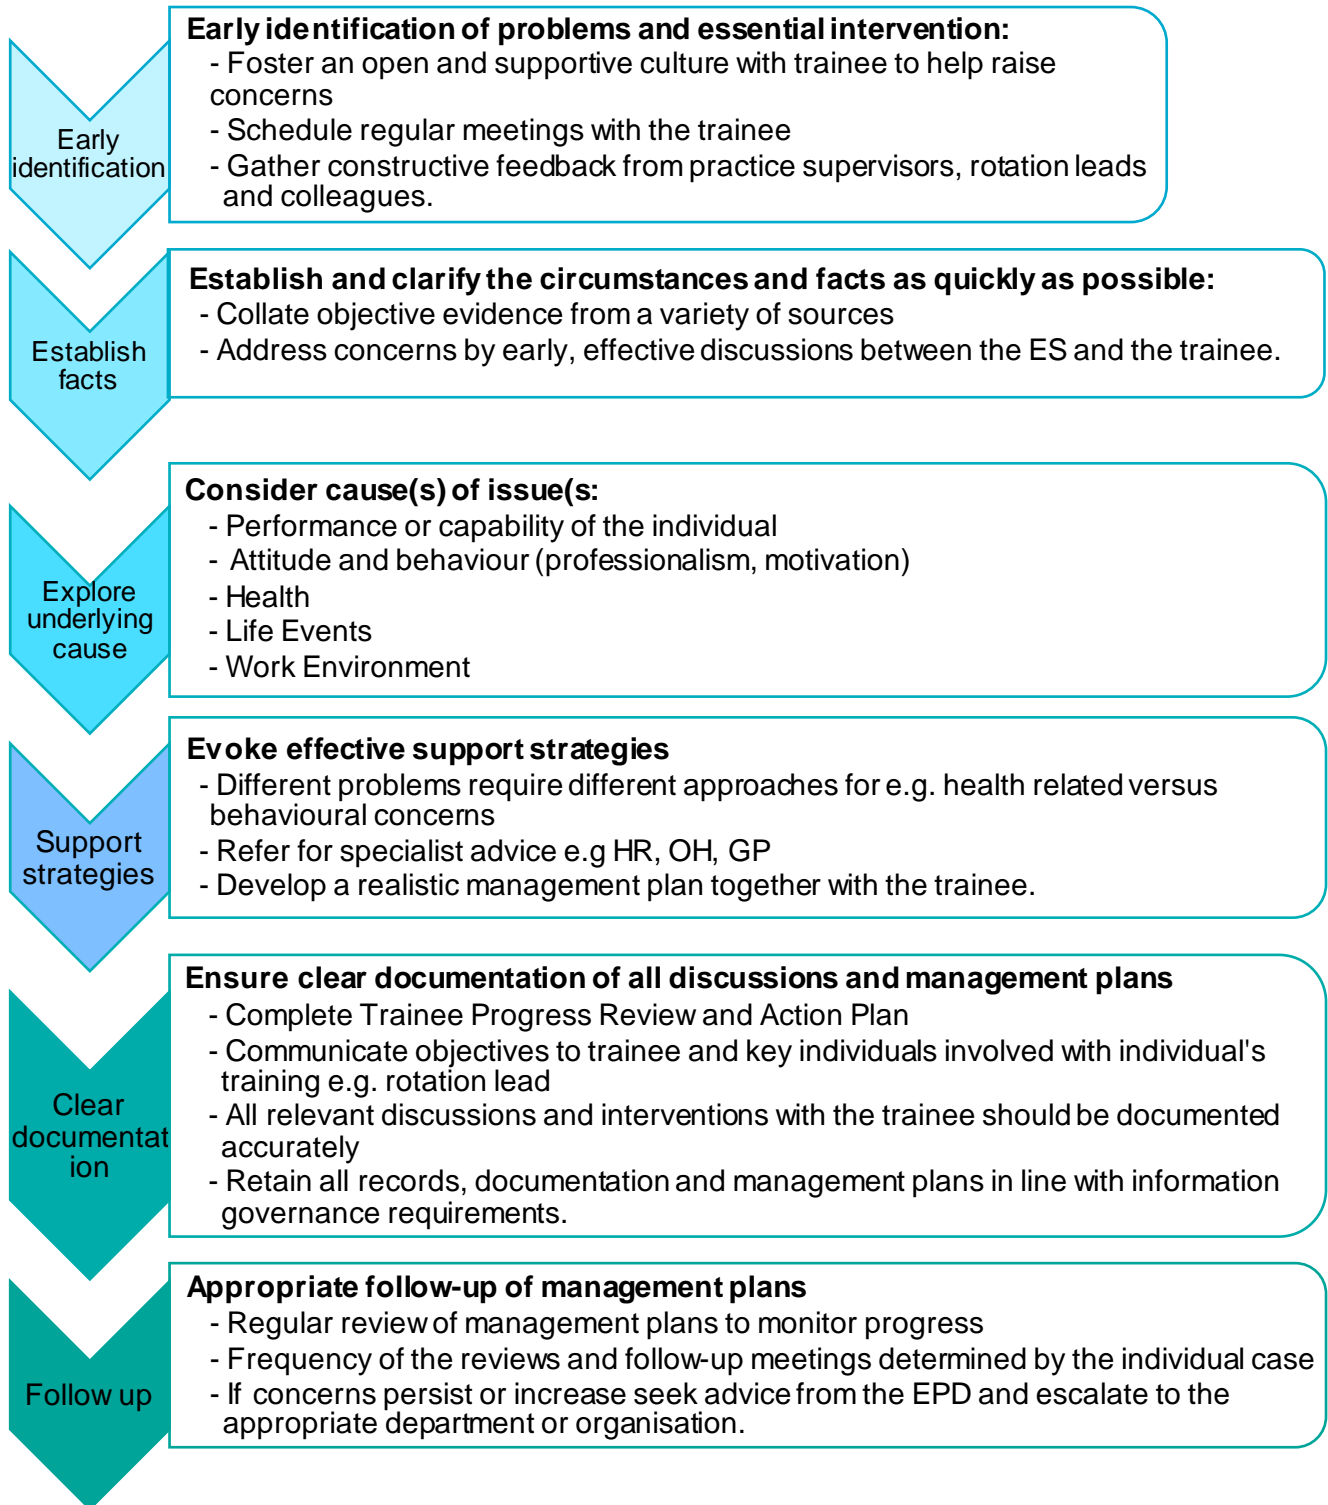 Early identification of problems and essential intervention:
- Foster an open and supportive culture with trainee to help raise
concerns
- Schedule regular meetings with the trainee
- Gather constructive feedback from practice supervisors, rotation leads
and colleagues.
Early
identification
Establish and clarify the circumstances and facts as quickly as possible:
- Collate objective evidence from a variety of sources
- Address concerns by early, effective discussions between the ES and the trainee.
Establish
facts
Consider cause(s) of issue(s:
- Performance or capability of the individual
- Attitude and behaviour (professionalism, motivation)
- Health
- Life Events
- Work Environment
Explore
underlying
cause
Evoke effective support strategies
- Different problems require different approaches for e.g. health related versus
behavioural concerns
- Refer for specialist advice e.g HR, OH, GP
- Develop a realistic management plan together with the trainee.
Support
strategies
Ensure clear documentation of all discussions and management plans
- Complete Trainee Progress Review and Action Plan
- Communicate objectives to trainee and key individuals involved with individual's
training e.g. rotation lead
- All relevant discussions and interventions with the trainee should be documented
accurately
- Retain all records, documentation and management plans in line with information
governance requirements.
Clear
documentat
ion
Appropriate follow-up of management plans
- Regular review of management plans to monitor progress
- Frequency of the reviews and follow-up meetings determined by the individual case
- If concerns persist or increase seek advice from the EPD and escalate to the
appropriate department or organisation.
Follow up